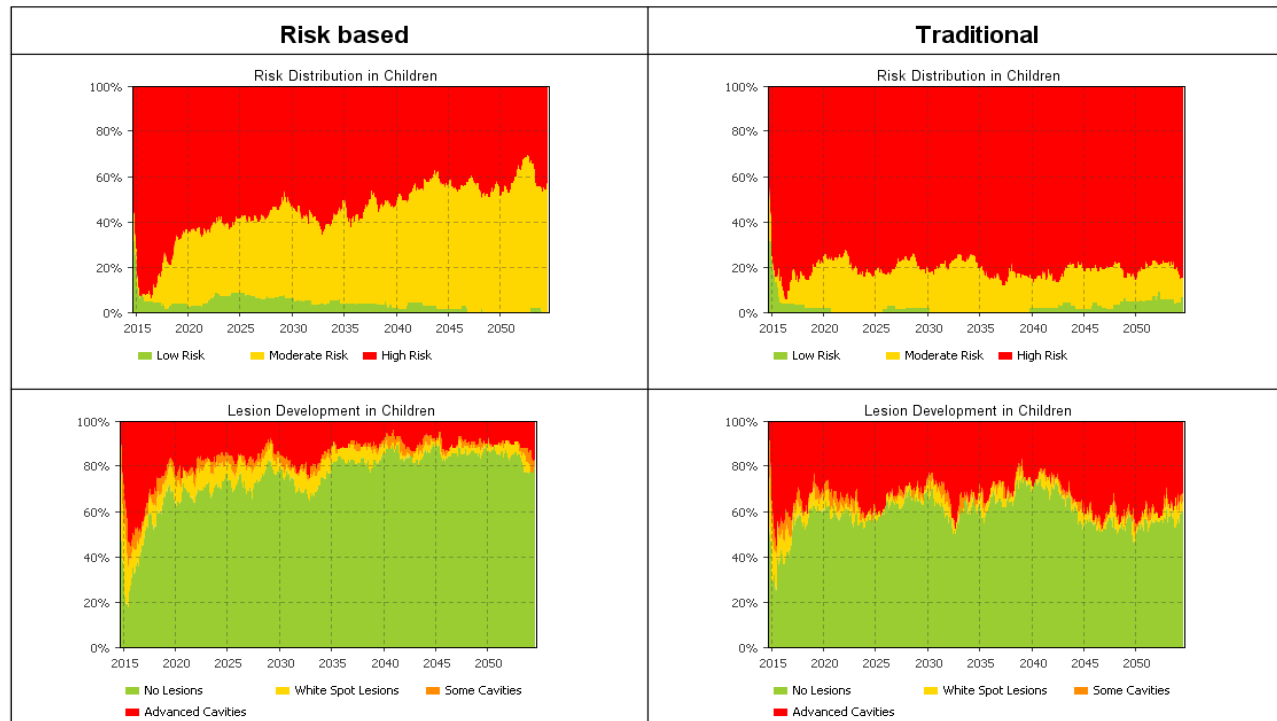 Risk based
Traditional
Risk Distribution in Children
100%
80%
60%
40%
20%
0%
2015 2020 2025 2030 2035 2040 2045 2050
Low Risk Moderate Risk High Risk
Risk Distribution in Children
100%
80%
60%
40%
20%
0%
2015 2020 2025 2030 2035 2040 2045 2050
Low Risk Moderate Risk High Risk
Lesion Development in Children
100%
80%
60%
40%
20%
0%
2015 2020 2025 2030 2035 2040 2045 2050
No Lesions White Spot Lesions Some Cavities
Advanced Cavities
Lesion Development in Children
100%
80%
60%
40%
20%
0%
2015 2020 2025 2030 2035 2040 2045 2050
No Lesions White Spot Lesions Some Cavities
Advanced Cavities